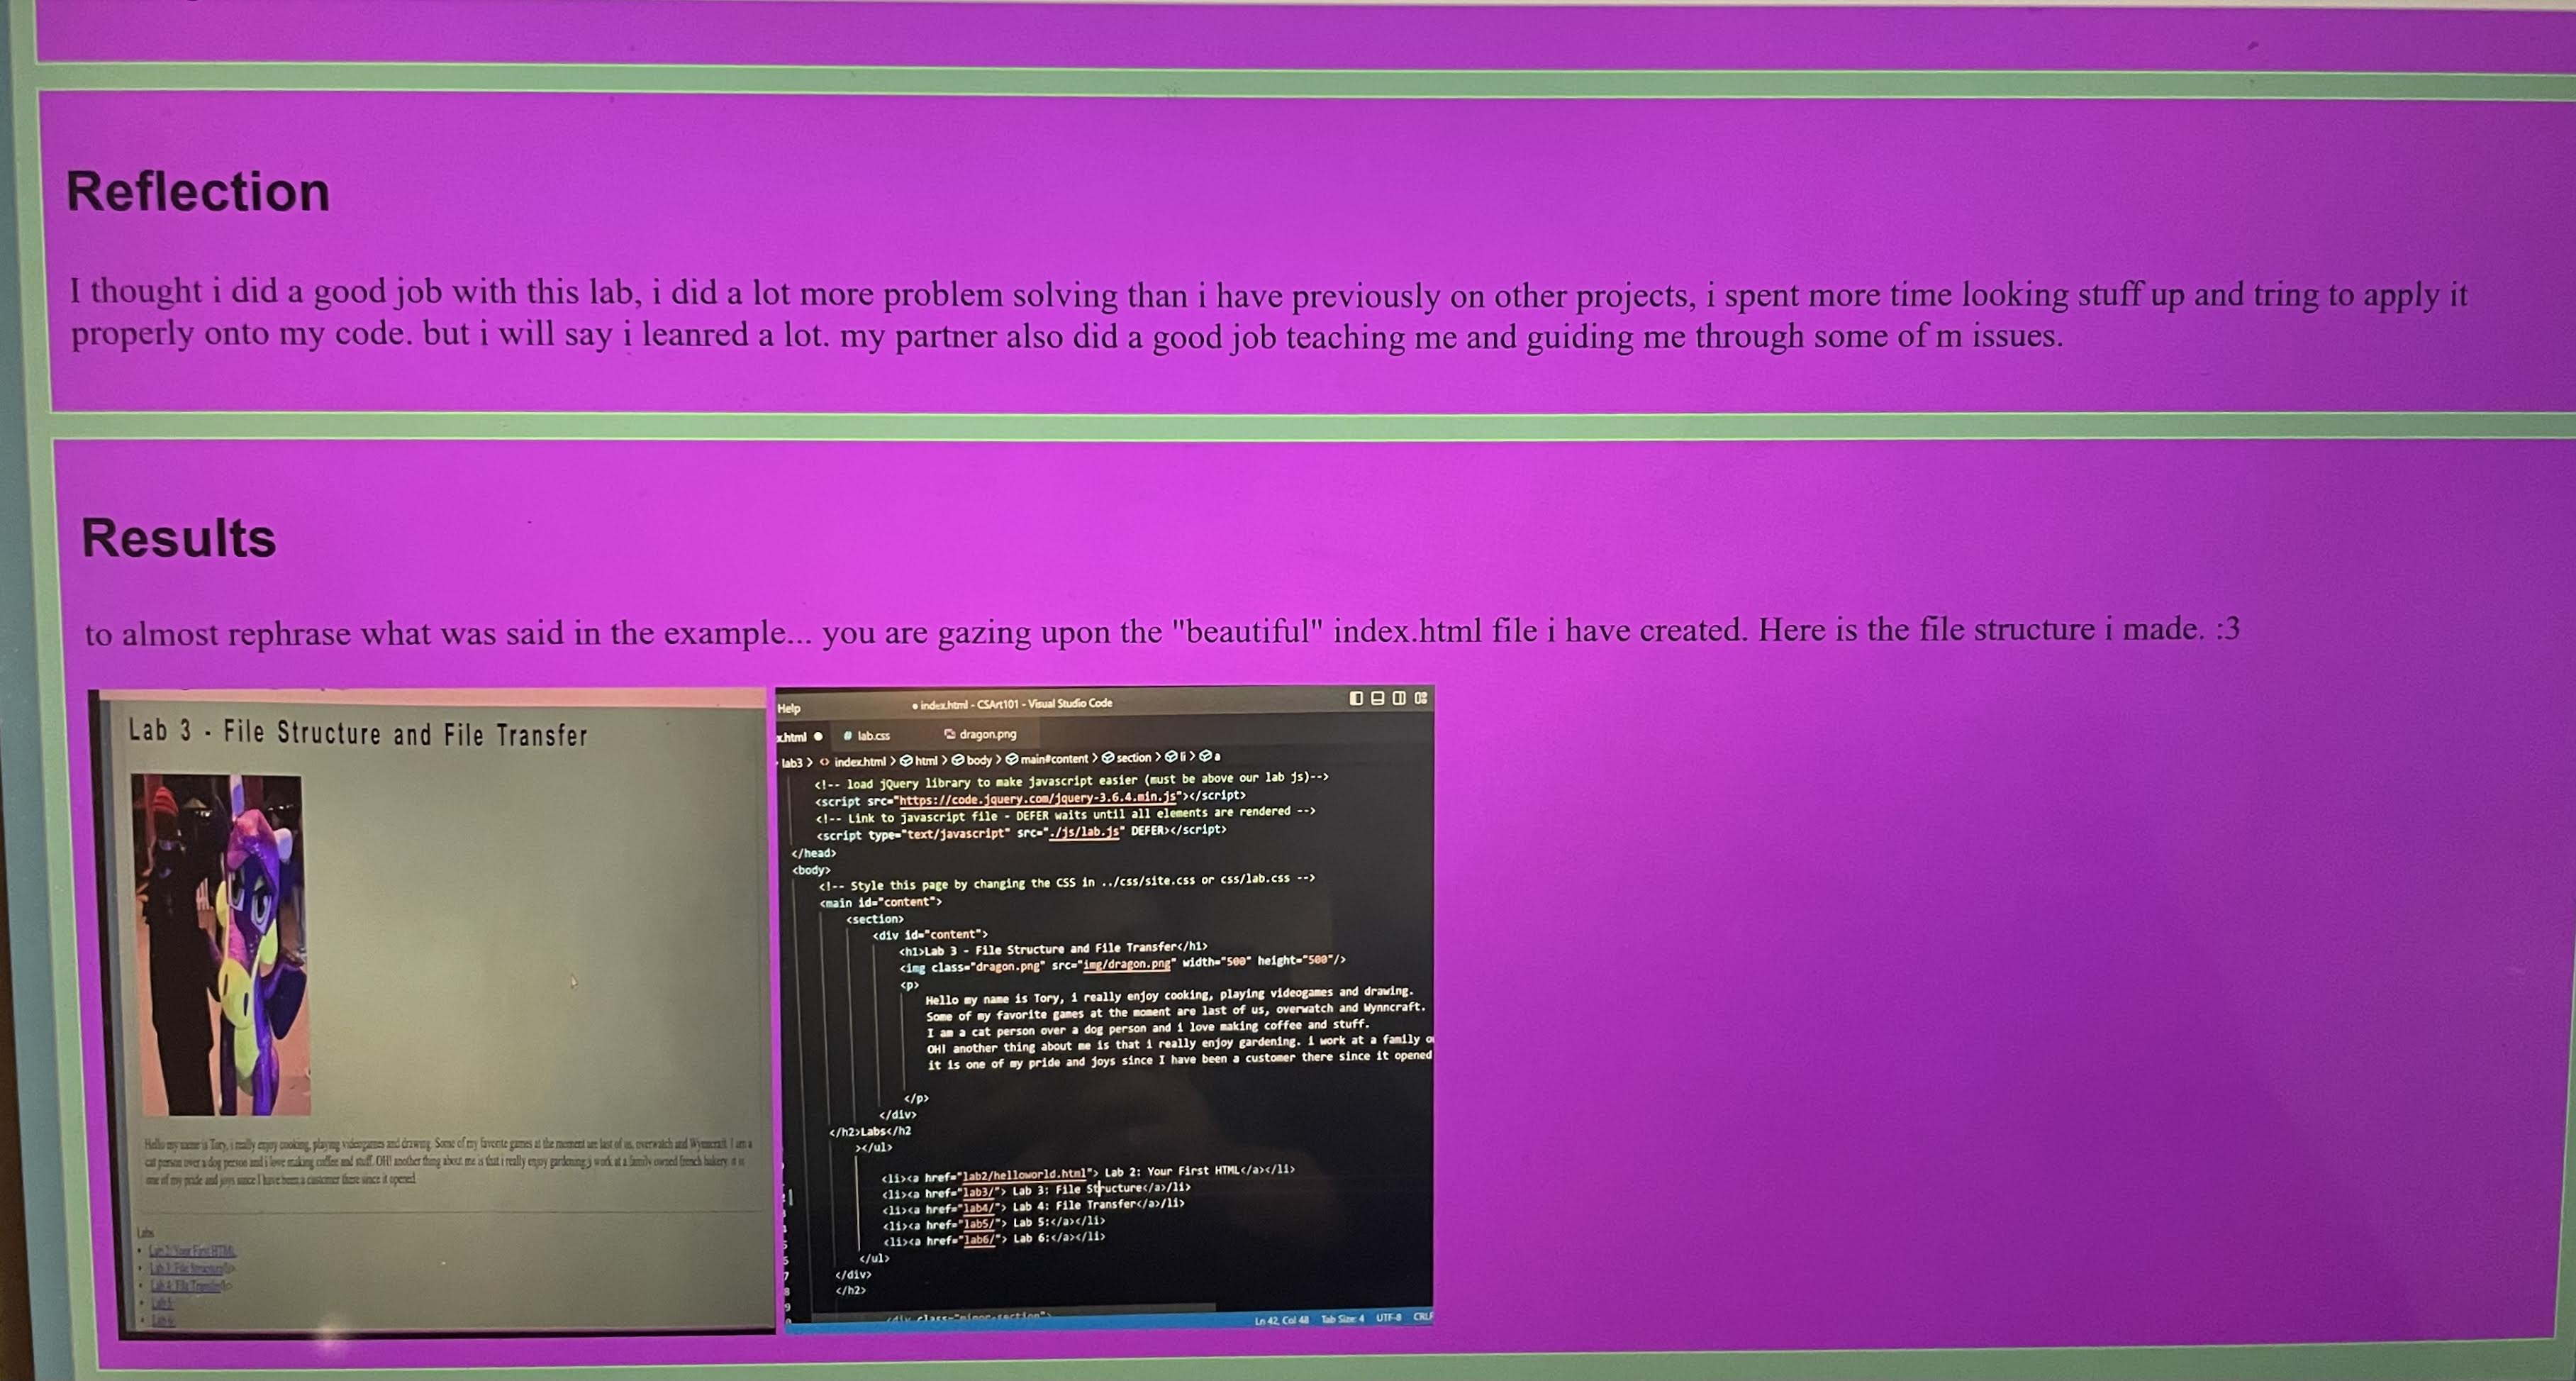 Reflection
I thought i did a good job with this lab, i did a lot more problem solving than i have previously on other projects, i spent more time looking stuff up and tring to apply it
properly onto my code. but i will say i leanred a lot. my partner also did a good job teaching me and guiding me through some of m issues.
Results
to almost rephrase what was said in the example... you are gazing upon the "beautiful" index.html file i have created. Here is the file structure i made. :3
Lab 3 - File Structure and File Transfer
Hello my name is Tory, i really enjoy cooking, playing videogames and drawing. Some of my favorite games at the moment are last of us, overwatch and Wynncraft. I am a
cat person over a dog person and i love making coffee and stuff. OH! another thing about me is that i really enjoy gardening. i work at a family owned french bakery, it is
one of my pride and joys since I have been a customer there since it opened
Labs
Lab 2: Your First HTML
Lab 3: File Structure/li>
Lab 4: File Transfer/li>
Lab 5:
Lab 6:
Help
● index.html - CSArt101 - Visual Studio Code
x.html ● # lab.css dragon.png
lab3 > <> index.html > html > body > main#content > section > li > a
<!-- load jQuery library to make javascript easier (must be above our lab js)-->
<script src="https://code.jquery.com/jquery-3.6.4.min.js"></script>
<!-- Link to javascript file - DEFER waits until all elements are rendered -->
<script type="text/javascript" src="./js/lab.js" DEFER></script>
</head>
<body>
<!-- Style this page by changing the CSS in ../css/site.css or css/lab.css -->
<main id="content">
<section>
<div id="content">
<h1>Lab 3 - File Structure and File Transfer</h1>
<img class="dragon.png" src="img/dragon.png" width="500" height="500"/>
<p>
Hello my name is Tory, i really enjoy cooking, playing videogames and drawing.
Some of my favorite games at the moment are last of us, overwatch and Wynncraft.
I am a cat person over a dog person and i love making coffee and stuff.
OH! another thing about me is that i really enjoy gardening. i work at a family
it is one of my pride and joys since I have been a customer there since it opened
</p>
</div>
</h2>Labs</h2
></ul>
<li><a href="lab2/helloworld.html"> Lab 2: Your First HTML</a></li>
<li><a href="lab3/"> Lab 3: File Structure</a>/li>
<li><a href="lab4/"> Lab 4: File Transfer</a>/li>
<li><a href="lab5/"> Lab 5:</a></li>
<li><a href="lab6/"> Lab 6:</a></li>
</ul>
</div>
</h2>
<div class="minor-section">
Ln 42, Col 48 Tab Size: 4 UTF-8 CRLF